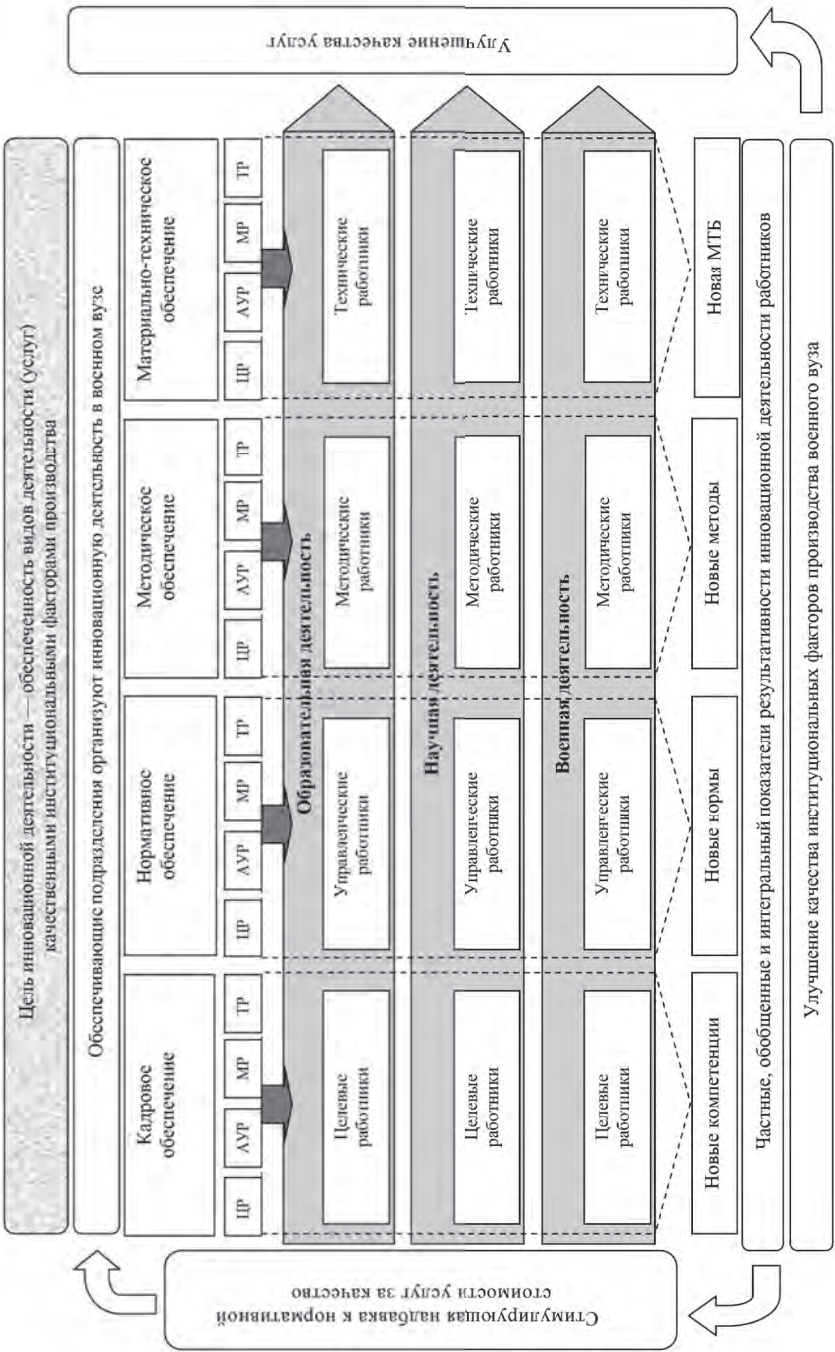 Цель инновационной деятельности — обеспеченность видов деятельности (услуг)
качественными институциональными факторами производства
Обеспечивающие подразделения организуют инновационную деятельность в военном вузе
Кадровое
обеспечение
Нормативное
обеспечение
Методическое
обеспечение
Материально-техническое
обеспечение
ЦР
АУР
МР
ТР
ЦР
АУР
МР
ТР
ЦР
АУР
МР
ТР
ЦР
АУР
МР
ТР
Образовательная деятельность
Целевые
работники
Управленческие
работники
Методические
работники
Технические
работники
Научная деятельность
Целевые
работники
Управленческие
работники
Методические
работники
Технические
работники
Военная деятельность
Целевые
работники
Управленческие
работники
Методические
работники
Технические
работники
Новые компетенции
Новые нормы
Новые методы
Новая МТБ
Частные, обобщенные и интегральный показатели результативности инновационной деятельности работников
Улучшение качества институциональных факторов производства военного вуза
Стимулирующая надбавка к нормативной
стоимости услуг за качество
Улучшение качества услуг